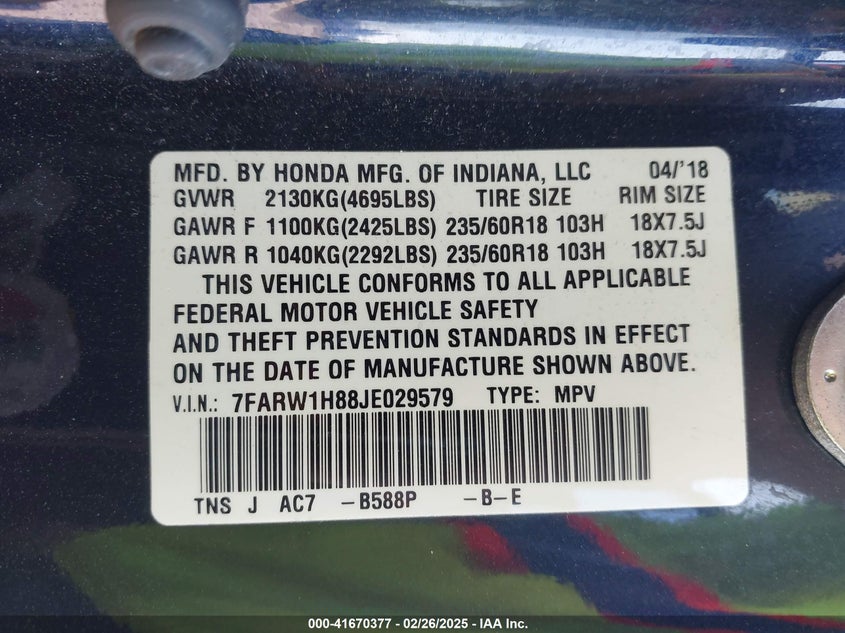 MFD. BY HONDA MFG. OF INDIANA, LLC 04/'18
GVWR 2130KG(4695LBS) TIRE SIZE RIM SIZE
GAWR F 1100KG(2425LBS) 235/60R18 103H 18X7.5J
GAWR R 1040KG(2292LBS) 235/60R18 103H 18X7.5J
THIS VEHICLE CONFORMS TO ALL APPLICABLE
FEDERAL MOTOR VEHICLE SAFETY
AND THEFT PREVENTION STANDARDS IN EFFECT
ON THE DATE OF MANUFACTURE SHOWN ABOVE.
V.I.N.: 7FARW1H88JE029579 TYPE: MPV
TNS J AC7 -B588P -B-E
000-41670377 - 02/26/2025 - IAA Inc.